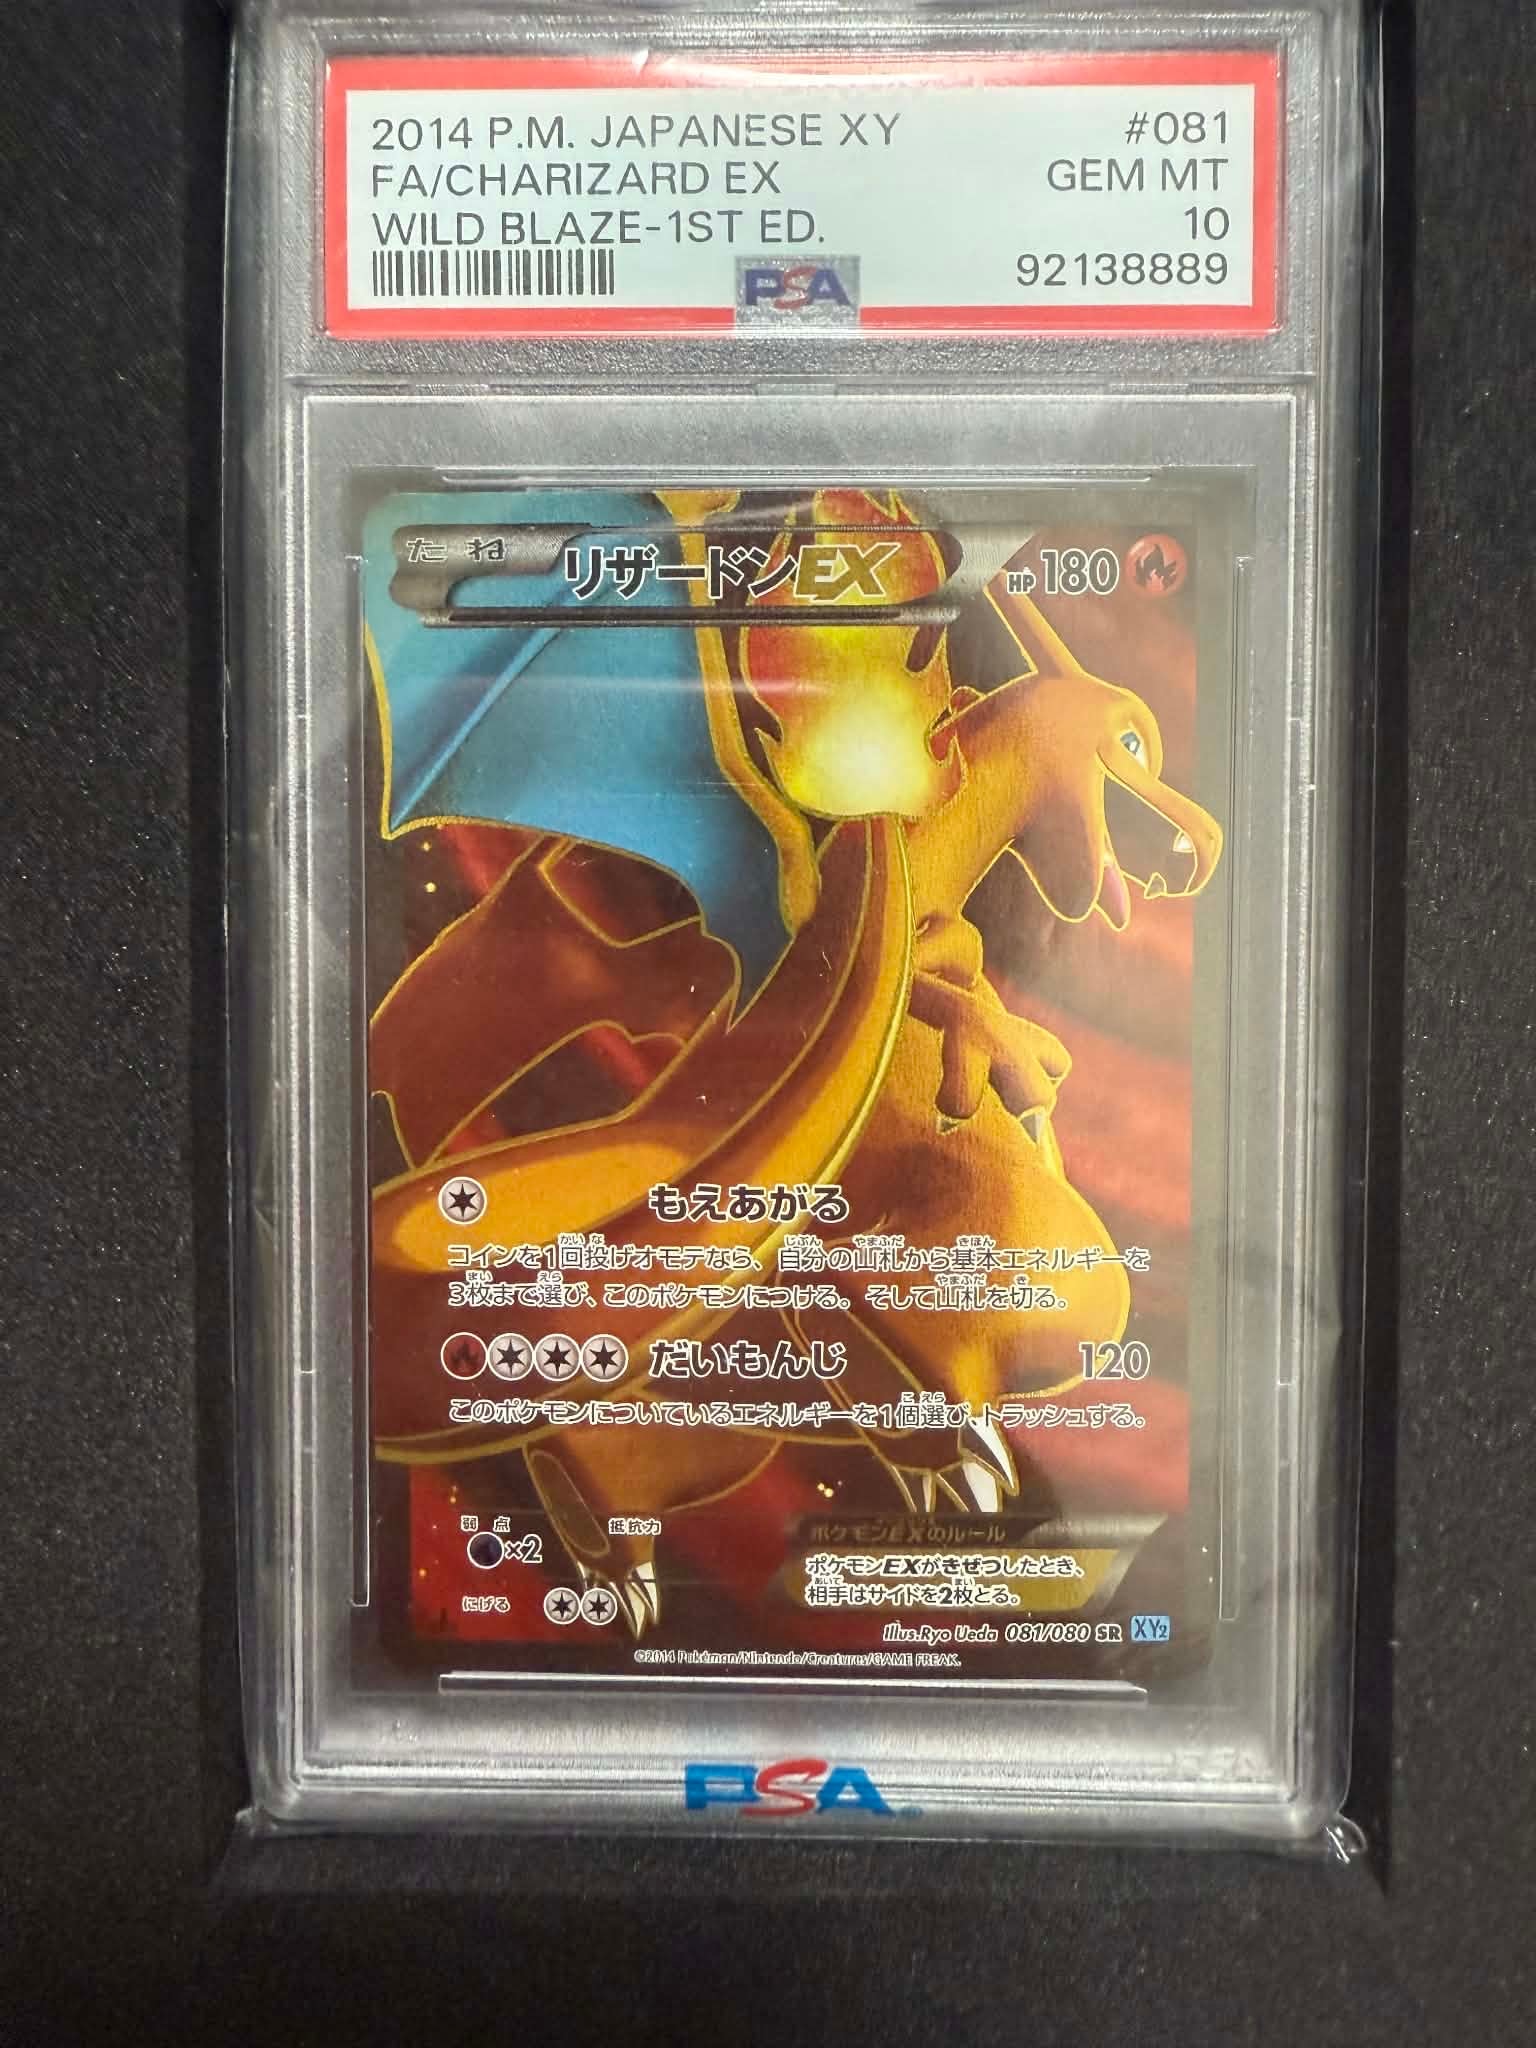 2014 P.M. JAPANESE XY #081
FA/CHARIZARD EX GEM MT
WILD BLAZE-1ST ED. 10
PSA 92138889
たね リザードンEX HP180
もえあがる
コインを1回投げオモテなら、自分の山札から基本エネルギーを
3枚まで選び、このポケモンにつける。そして山札を切る。
だいもんじ 120
このポケモンについているエネルギーを1個選び、トラッシュする。
弱点 抵抗力 ポケモンEXのルール
×2 ポケモンEXがきぜつしたとき、
にげる 相手はサイドを2枚とる。
Illus.Ryo Ueda 081/080 SR XY2
©2014 Pokémon/Nintendo/Creatures/GAME FREAK.
PSA